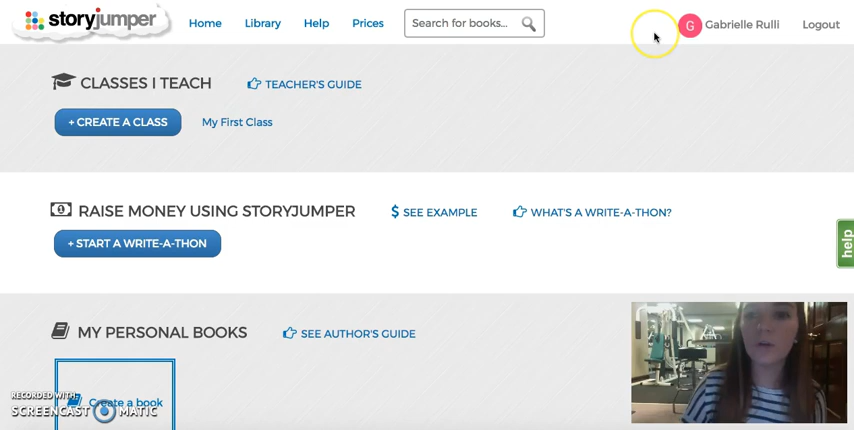 storyjumper Home Library Help Prices Search for books... G Gabrielle Rulli Logout
CLASSES I TEACH TEACHER'S GUIDE
+ CREATE A CLASS My First Class
RAISE MONEY USING STORYJUMPER $ SEE EXAMPLE WHAT'S A WRITE-A-THON?
+ START A WRITE-A-THON
help
MY PERSONAL BOOKS SEE AUTHOR'S GUIDE
Create a book
RECORDED WITH
SCREENCAST MATIC